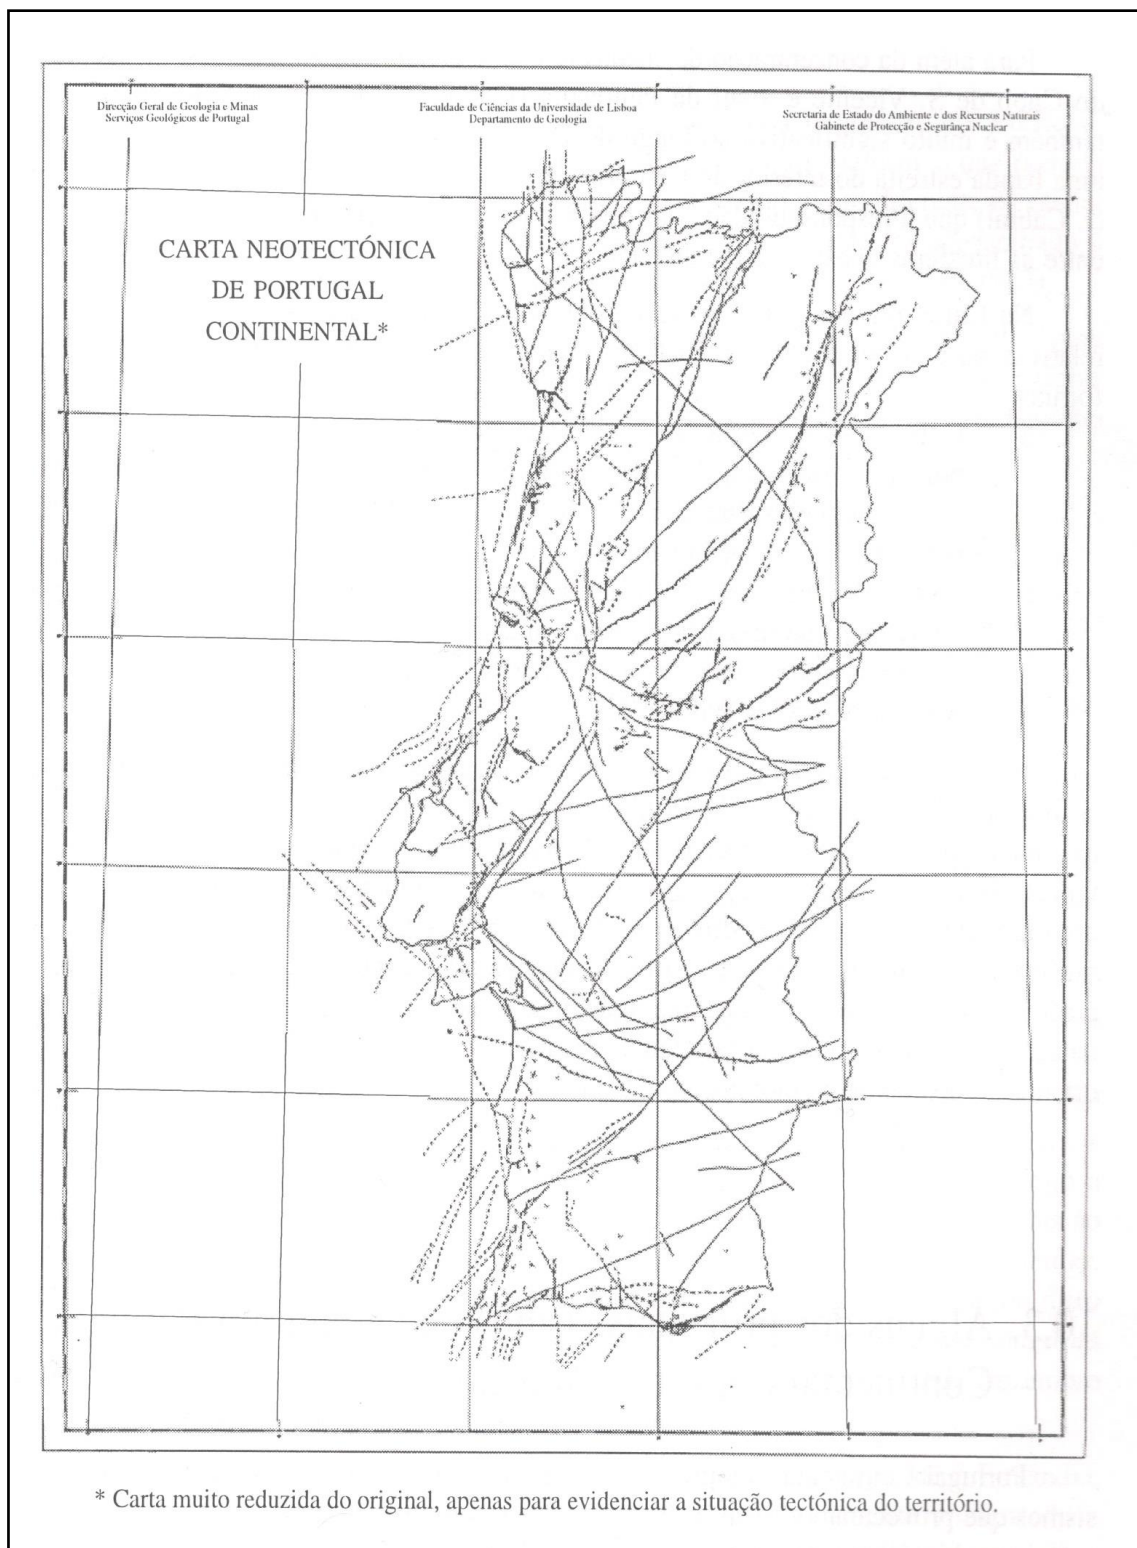 Direcção Geral de Geologia e Minas
Serviços Geológicos de Portugal
Faculdade de Ciências da Universidade de Lisboa
Departamento de Geologia
Secretaria de Estado do Ambiente e dos Recursos Naturais
Gabinete de Protecção e Segurança Nuclear
CARTA NEOTECTÓNICA
DE PORTUGAL
CONTINENTAL*
* Carta muito reduzida do original, apenas para evidenciar a situação tectónica do território.